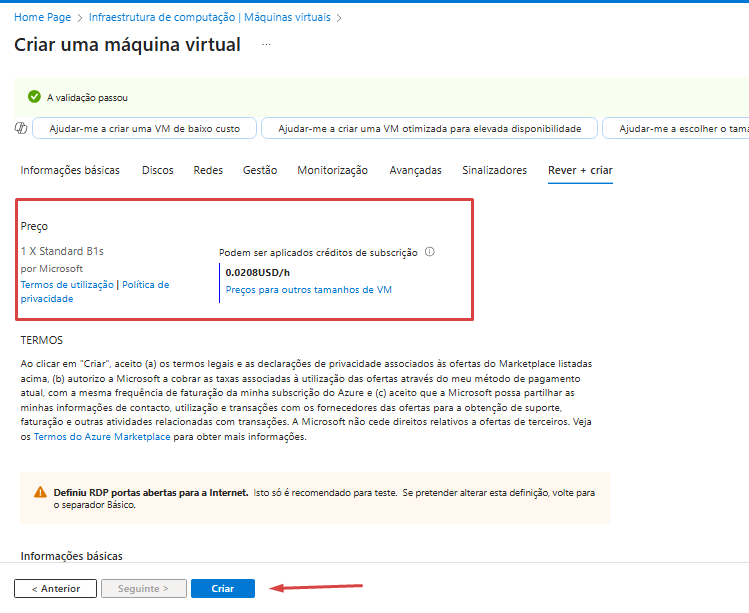 Home Page > Infraestrutura de computação | Máquinas virtuais >
Criar uma máquina virtual ...
A validação passou
Ajudar-me a criar uma VM de baixo custo
Ajudar-me a criar uma VM otimizada para elevada disponibilidade
Ajudar-me a escolher o tama
Informações básicas Discos Redes Gestão Monitorização Avançadas Sinalizadores Rever + criar
Preço
1 X Standard B1s
por Microsoft
Termos de utilização | Política de
privacidade
Podem ser aplicados créditos de subscrição
0.0208USD/h
Preços para outros tamanhos de VM
TERMOS
Ao clicar em "Criar", aceito (a) os termos legais e as declarações de privacidade associados às ofertas do Marketplace listadas
acima, (b) autorizo a Microsoft a cobrar as taxas associadas à utilização das ofertas através do meu método de pagamento
atual, com a mesma frequência de faturação da minha subscrição do Azure e (c) aceito que a Microsoft possa partilhar as
minhas informações de contacto, utilização e transações com os fornecedores das ofertas para a obtenção de suporte,
faturação e outras atividades relacionadas com transações. A Microsoft não cede direitos relativos a ofertas de terceiros. Veja
os Termos do Azure Marketplace para obter mais informações.
Definiu RDP portas abertas para a Internet. Isto só é recomendado para teste. Se pretender alterar esta definição, volte para
o separador Básico.
Informações básicas
< Anterior Seguinte > Criar